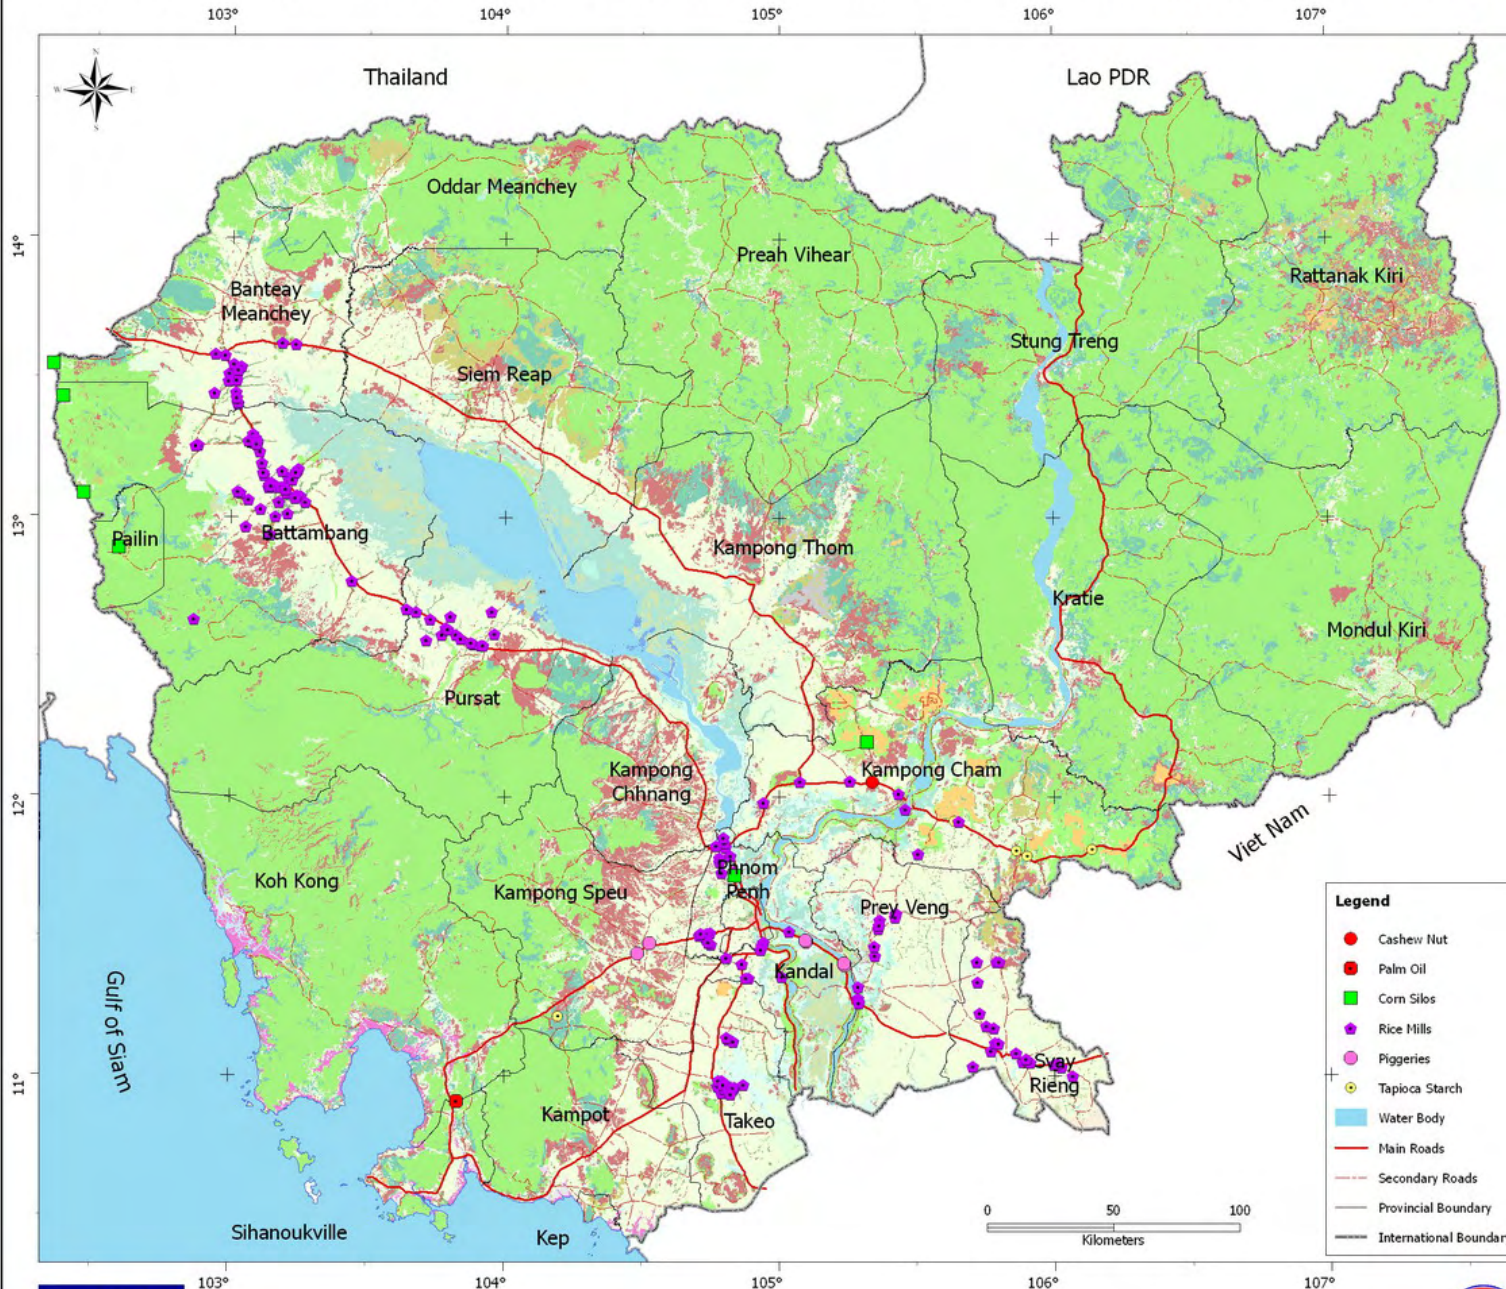 103° 104° 105° 106° 107°
N
W E
S
Thailand
Lao PDR
Oddar Meanchey
14°
14°
Preah Vihear
Rattanak Kiri
Banteay
Meanchey
Stung Treng
Siem Reap
13°
13°
Pailin
Battambang
Kampong Thom
Kratie
Mondul Kiri
Pursat
Kampong
Chhnang
Kampong Cham
12°
12°
Viet Nam
Koh Kong
Kampong Speu
Phnom
Penh
Prey Veng
Gulf of Siam
Kandal
11°
11°
Svay
Rieng
Kampot
Takeo
Sihanoukville
Kep
0 50 100
Kilometers
Legend
Cashew Nut
Palm Oil
Corn Silos
Rice Mills
Piggeries
Tapioca Starch
Water Body
Main Roads
Secondary Roads
Provincial Boundary
International Boundar
103° 104° 105° 106° 107°